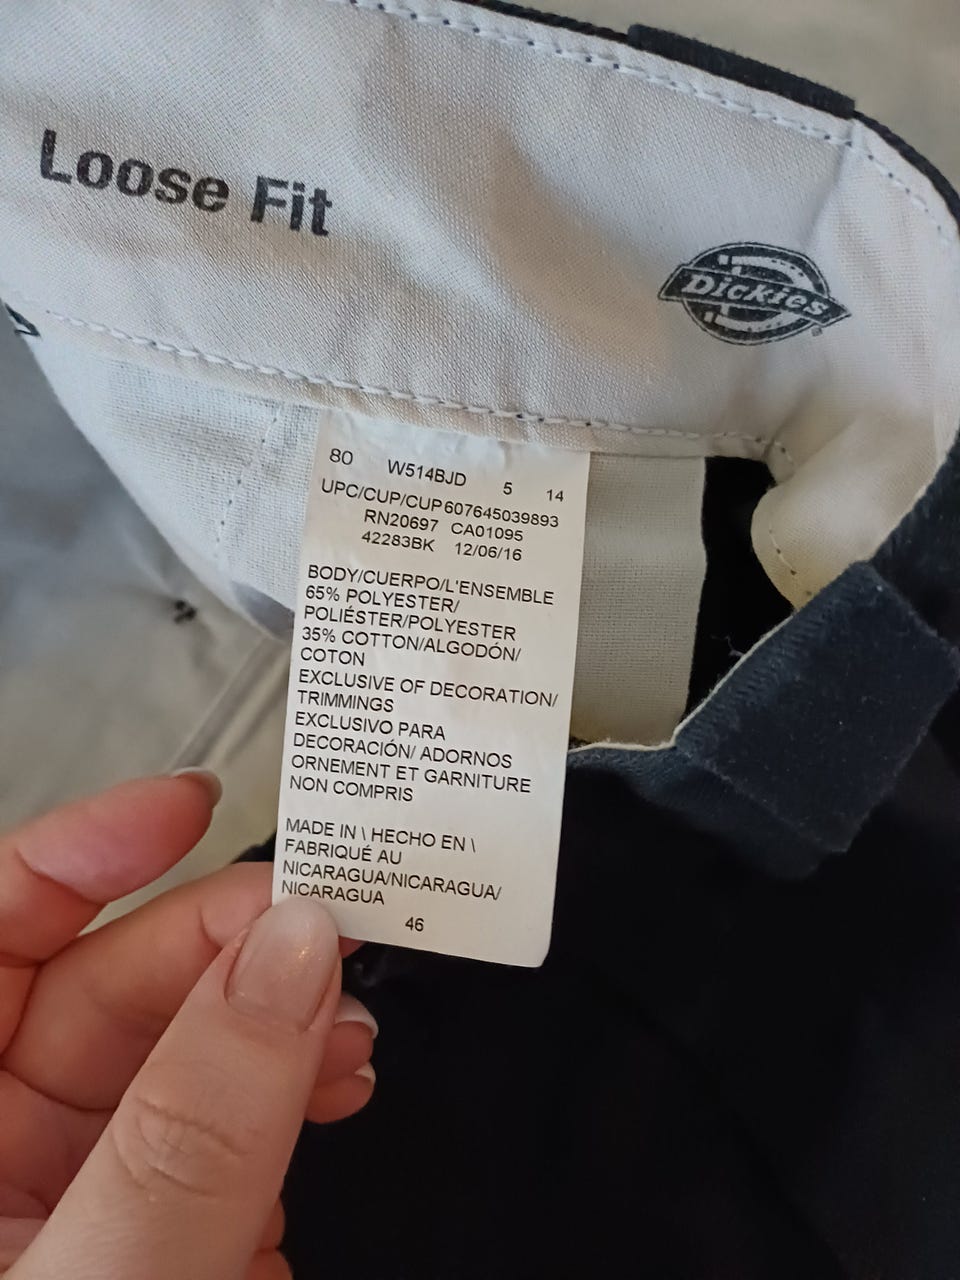 Loose Fit
Dickies
80 W514BJD 5 14
UPC/CUP/CUP 607645039893
RN20697 CA01095
42283BK 12/06/16
BODY/CUERPO/L'ENSEMBLE
65% POLYESTER/
POLIÉSTER/POLYESTER
35% COTTON/ALGODÓN/
COTON
EXCLUSIVE OF DECORATION/
TRIMMINGS
EXCLUSIVO PARA
DECORACIÓN/ ADORNOS
ORNEMENT ET GARNITURE
NON COMPRIS
MADE IN \ HECHO EN \
FABRIQUÉ AU
NICARAGUA/NICARAGUA/
NICARAGUA
46